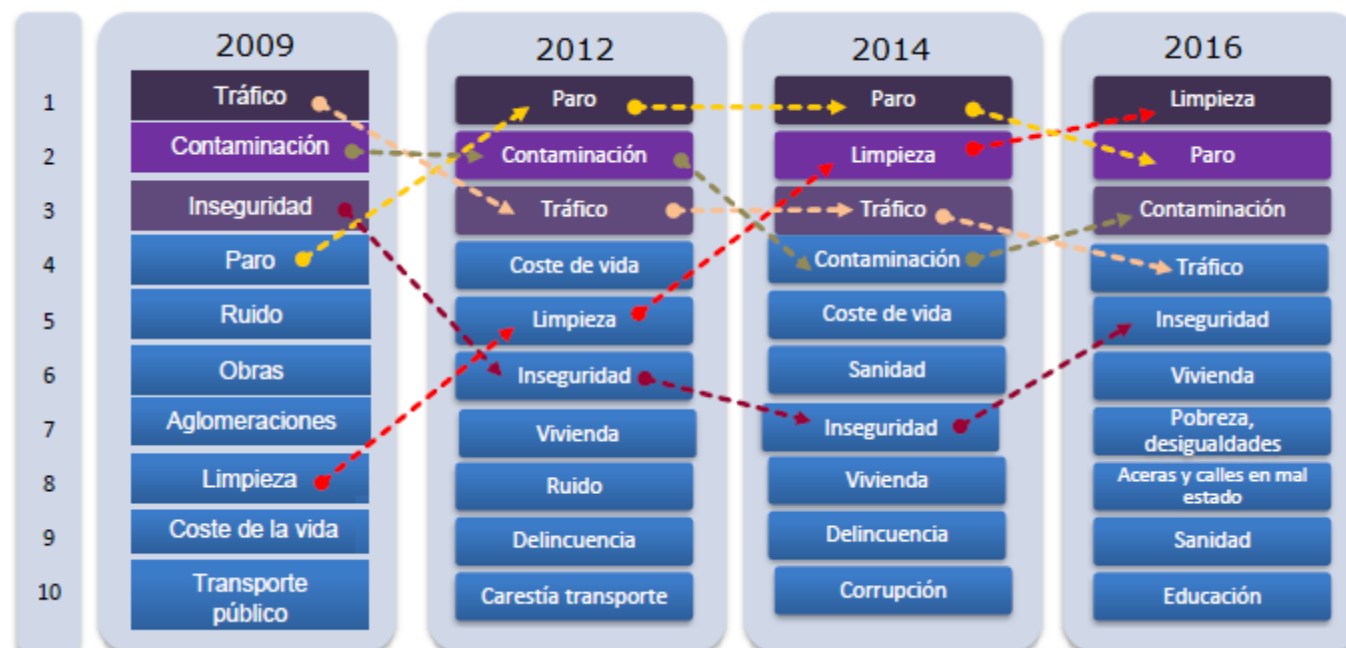 2009
2012
2014
2016
1
Tráfico
Paro
Paro
Limpieza
2
Contaminación
Contaminación
Limpieza
Paro
3
Inseguridad
Tráfico
Tráfico
Contaminación
4
Paro
Coste de vida
Contaminación
Tráfico
5
Ruido
Limpieza
Coste de vida
Inseguridad
6
Obras
Inseguridad
Sanidad
Vivienda
7
Aglomeraciones
Vivienda
Inseguridad
Pobreza,
desigualdades
8
Limpieza
Ruido
Vivienda
Aceras y calles en mal
estado
9
Coste de la vida
Delincuencia
Delincuencia
Sanidad
10
Transporte
público
Carestía transporte
Corrupción
Educación